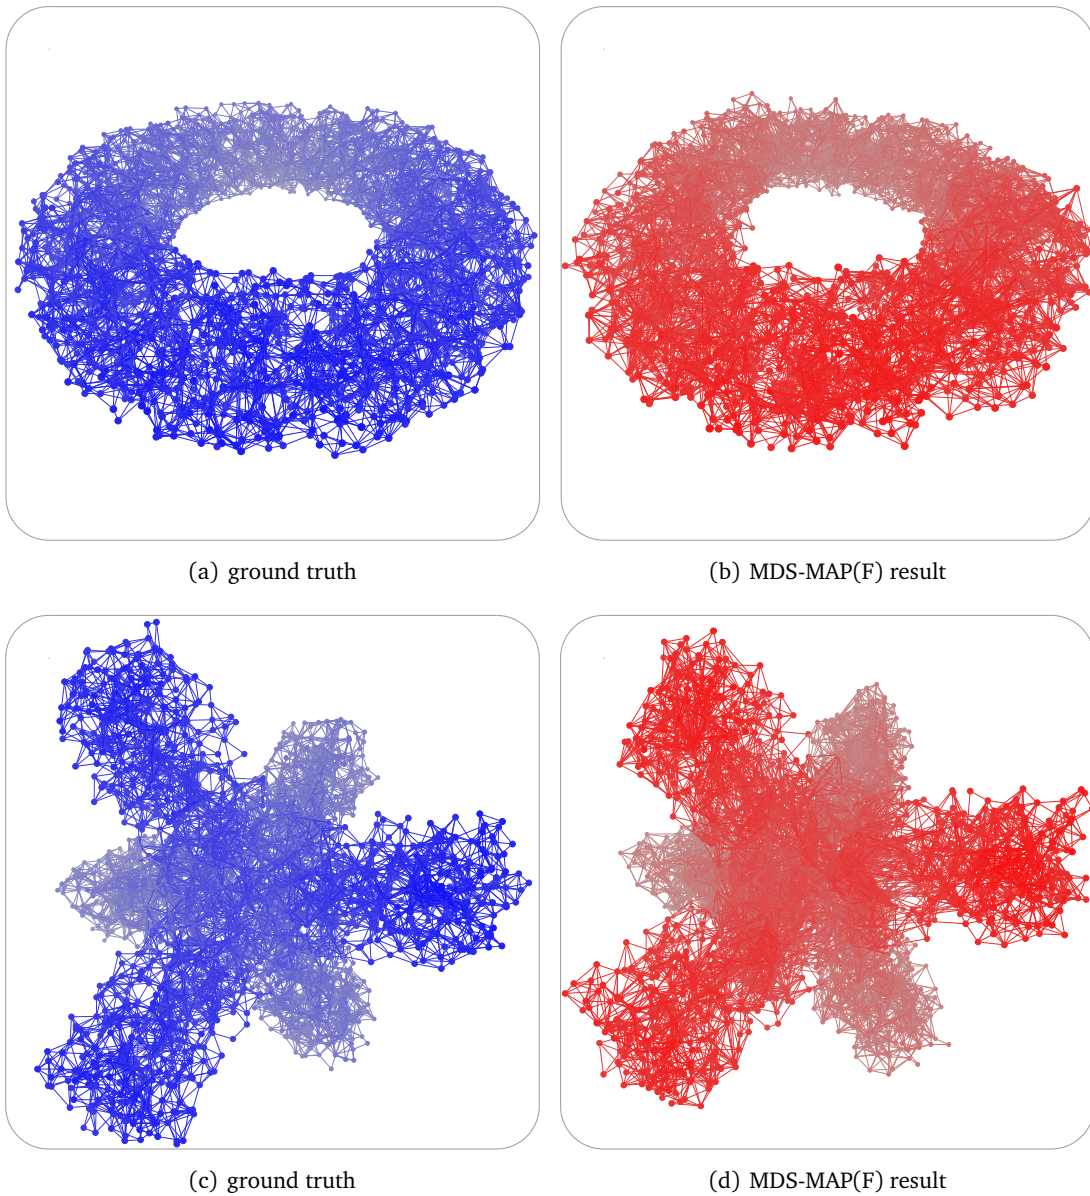 (a) ground truth
(b) MDS-MAP(F) result
(c) ground truth
(d) MDS-MAP(F) result